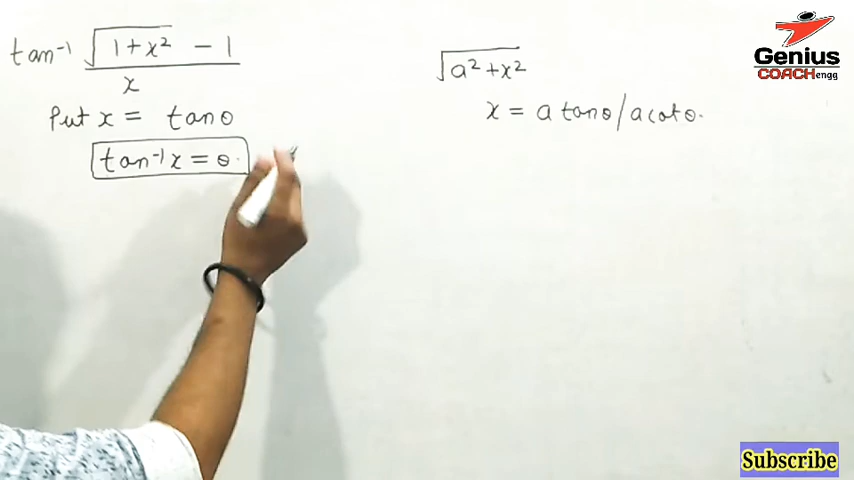 tan⁻¹ √(1+x²) - 1 / x
Put x = tanθ
tan⁻¹x = θ.
√(a²+x²)
x = a tanθ/a cotθ.
Genius
COACHengg
Subscribe